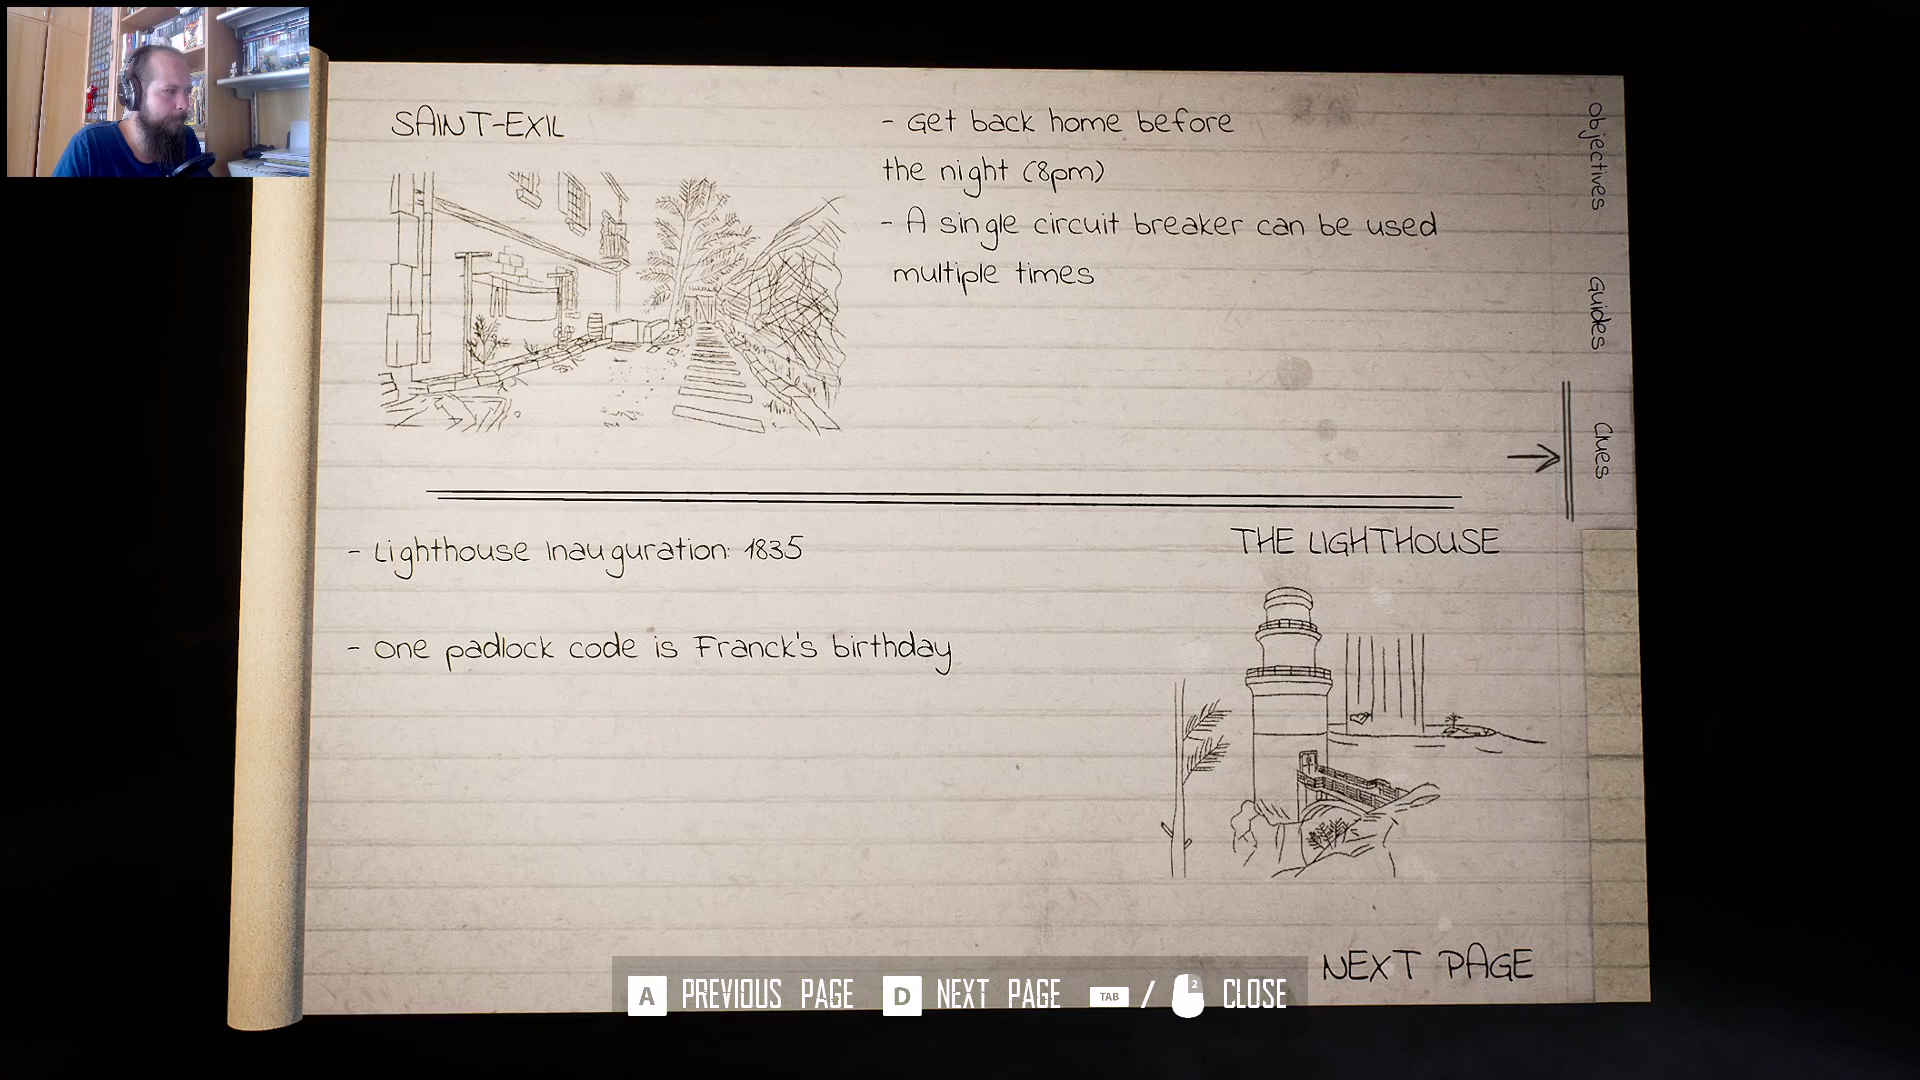 SAINT-EXIL
- Get back home before
the night (8pm)
- A single circuit breaker can be used
multiple times
Objectives
Guides
Clues
- Lighthouse Inauguration: 1835
- One padlock code is Franck's birthday
THE LIGHTHOUSE
NEXT PAGE
A PREVIOUS PAGE D NEXT PAGE TAB / 2 CLOSE